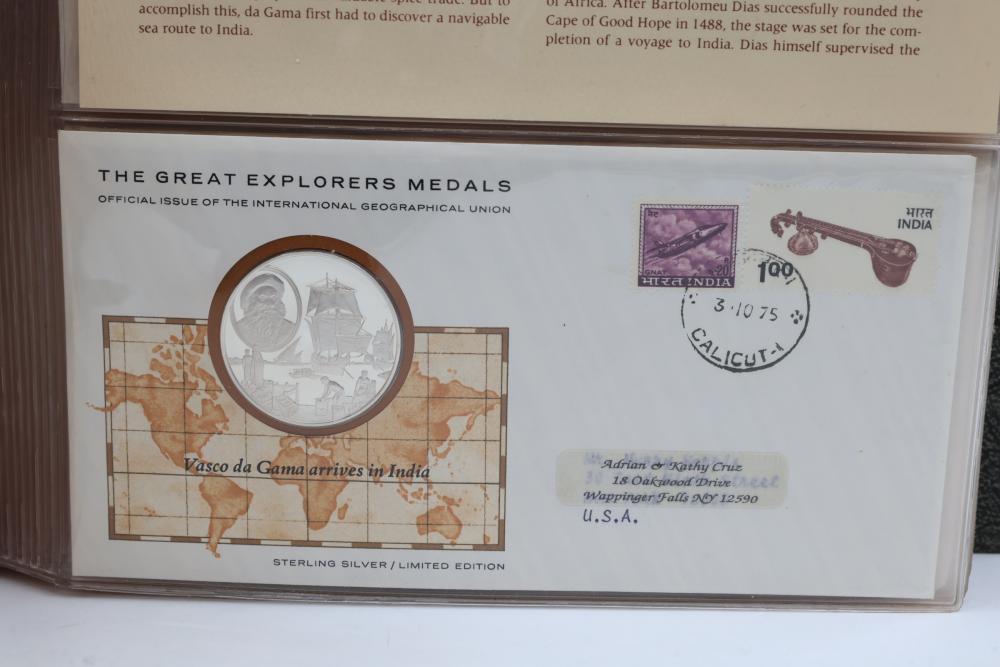 accomplish this, da Gama first had to discover a navigable
sea route to India.
of Africa. After Bartolomeu Dias successfully rounded the
Cape of Good Hope in 1488, the stage was set for the com-
pletion of a voyage to India. Dias himself supervised the
THE GREAT EXPLORERS MEDALS
OFFICIAL ISSUE OF THE INTERNATIONAL GEOGRAPHICAL UNION
नेट
GNAT
20
भारत INDIA
भारत
INDIA
100
3·10 75
CALICUT-1
Vasco da Gama arrives in India
Adrian & Kathy Cruz
18 Oakwood Drive
Wappinger Falls NY 12590
U.S.A.
STERLING SILVER / LIMITED EDITION